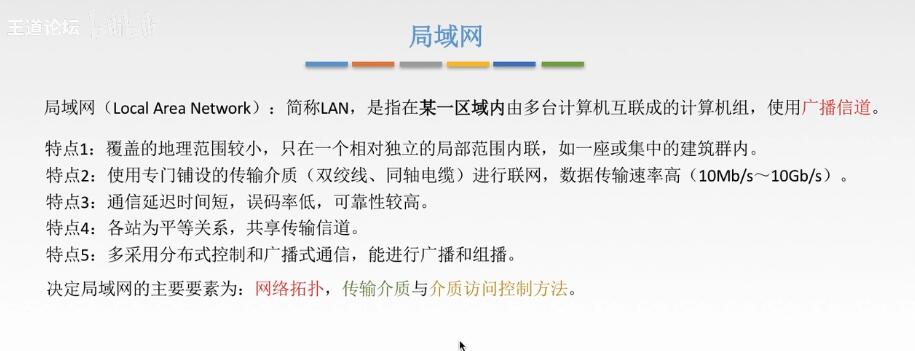 王道论坛
局域网
局域网（Local Area Network）：简称LAN，是指在某一区域内由多台计算机互联成的计算机组，使用广播信道。
特点1：覆盖的地理范围较小，只在一个相对独立的局部范围内联，如一座或集中的建筑群内。
特点2：使用专门铺设的传输介质（双绞线、同轴电缆）进行联网，数据传输速率高（10Mb/s～10Gb/s）。
特点3：通信延迟时间短，误码率低，可靠性较高。
特点4：各站为平等关系，共享传输信道。
特点5：多采用分布式控制和广播式通信，能进行广播和组播。
决定局域网的主要要素为：网络拓扑，传输介质与介质访问控制方法。